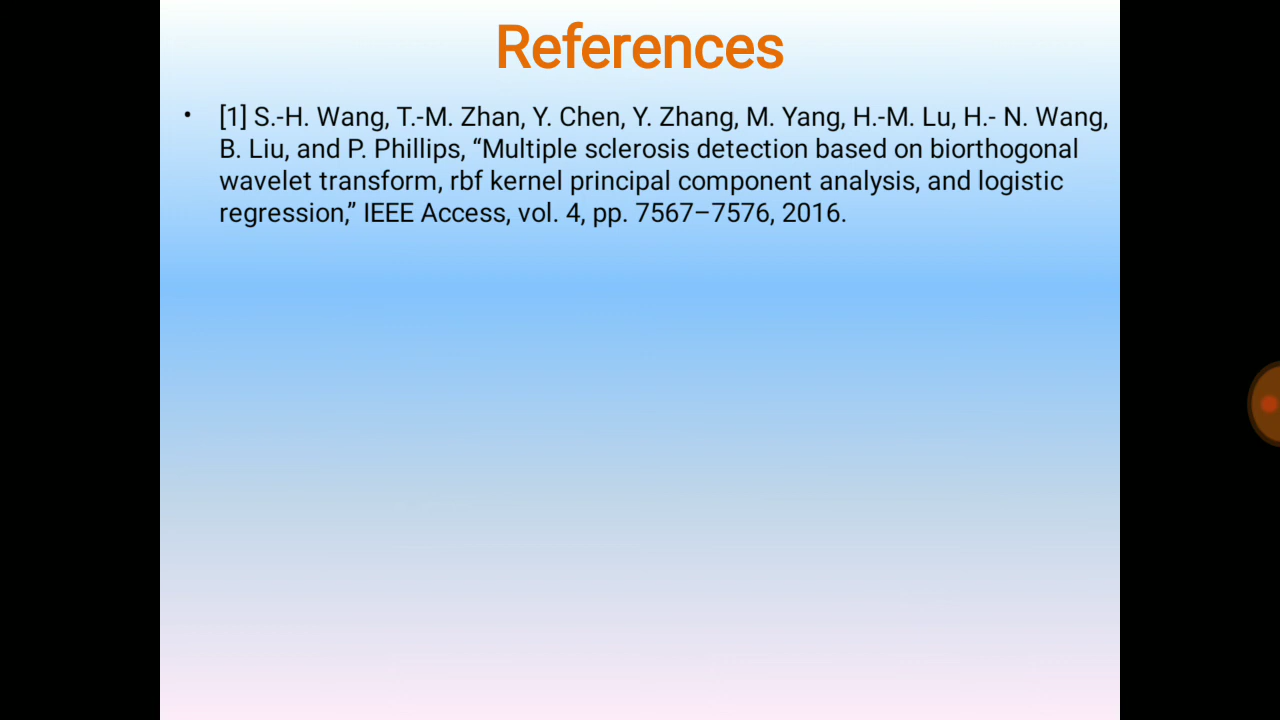 References
• [1] S.-H. Wang, T.-M. Zhan, Y. Chen, Y. Zhang, M. Yang, H.-M. Lu, H.- N. Wang,
B. Liu, and P. Phillips, “Multiple sclerosis detection based on biorthogonal
wavelet transform, rbf kernel principal component analysis, and logistic
regression,” IEEE Access, vol. 4, pp. 7567–7576, 2016.